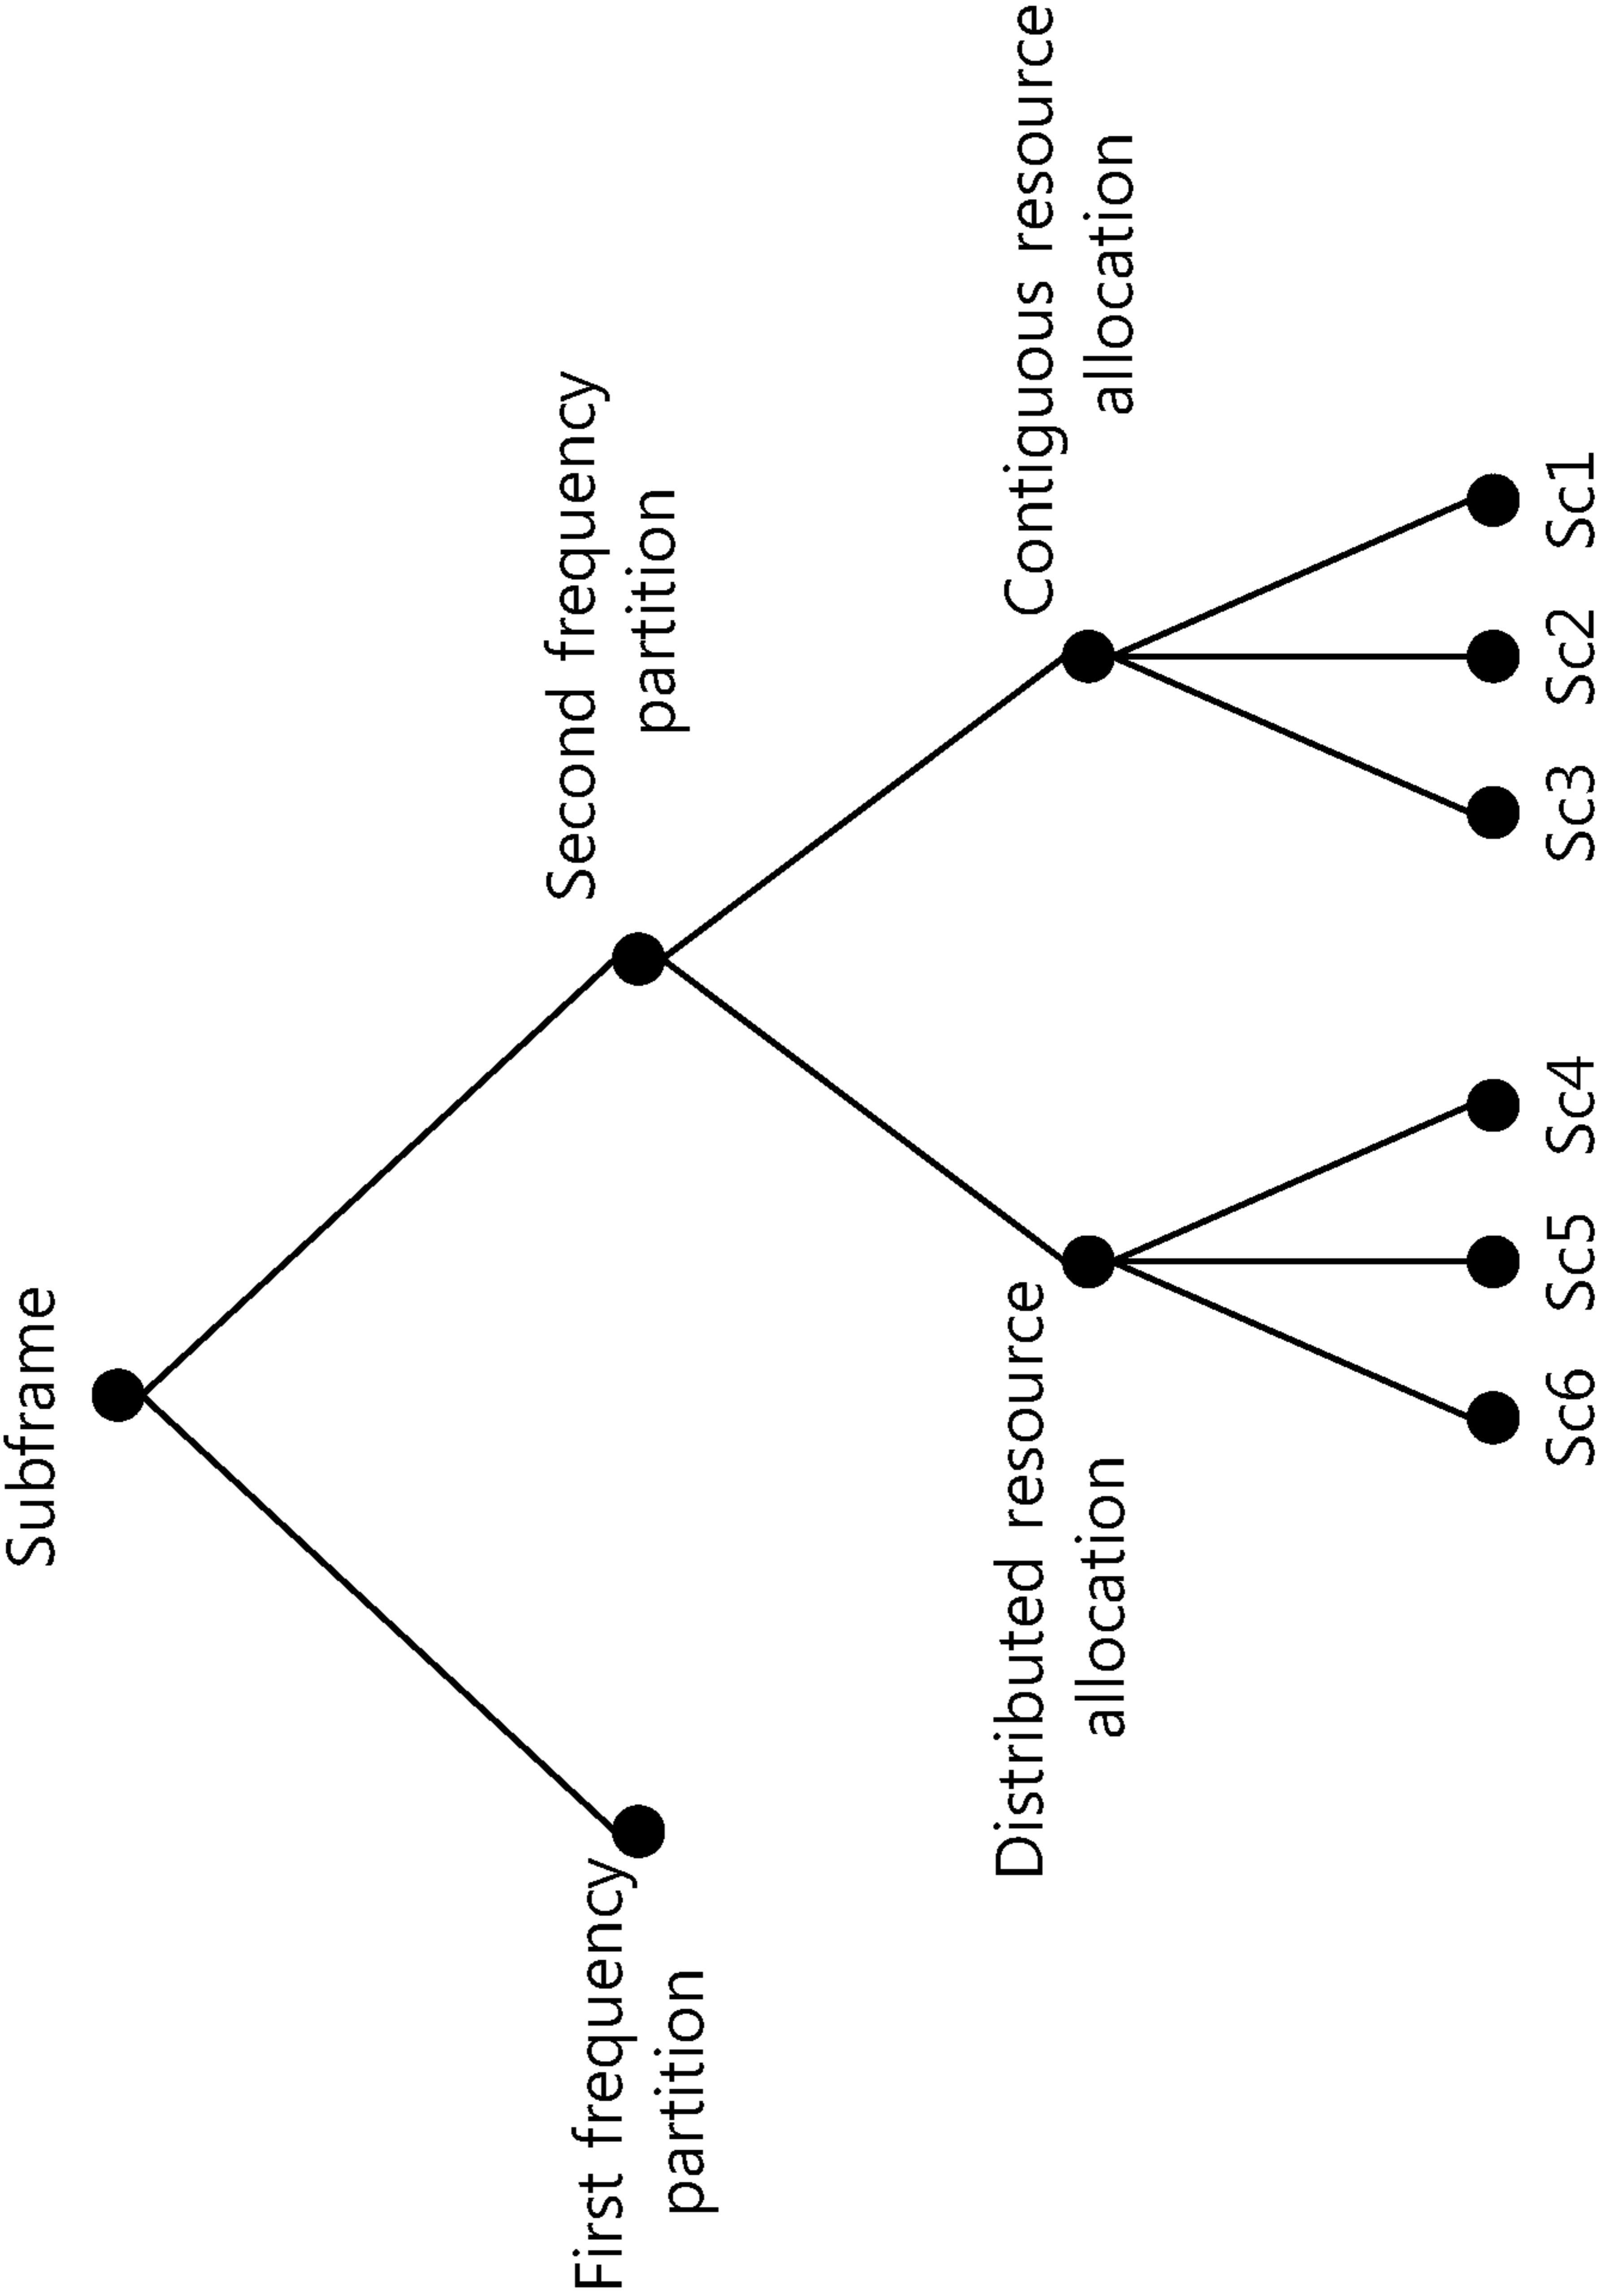 Subframe
First frequency
partition
Second frequency
partition
Distributed resource
allocation
Contiguous resource
allocation
Sc6
Sc5
Sc4
Sc3
Sc2
Sc1